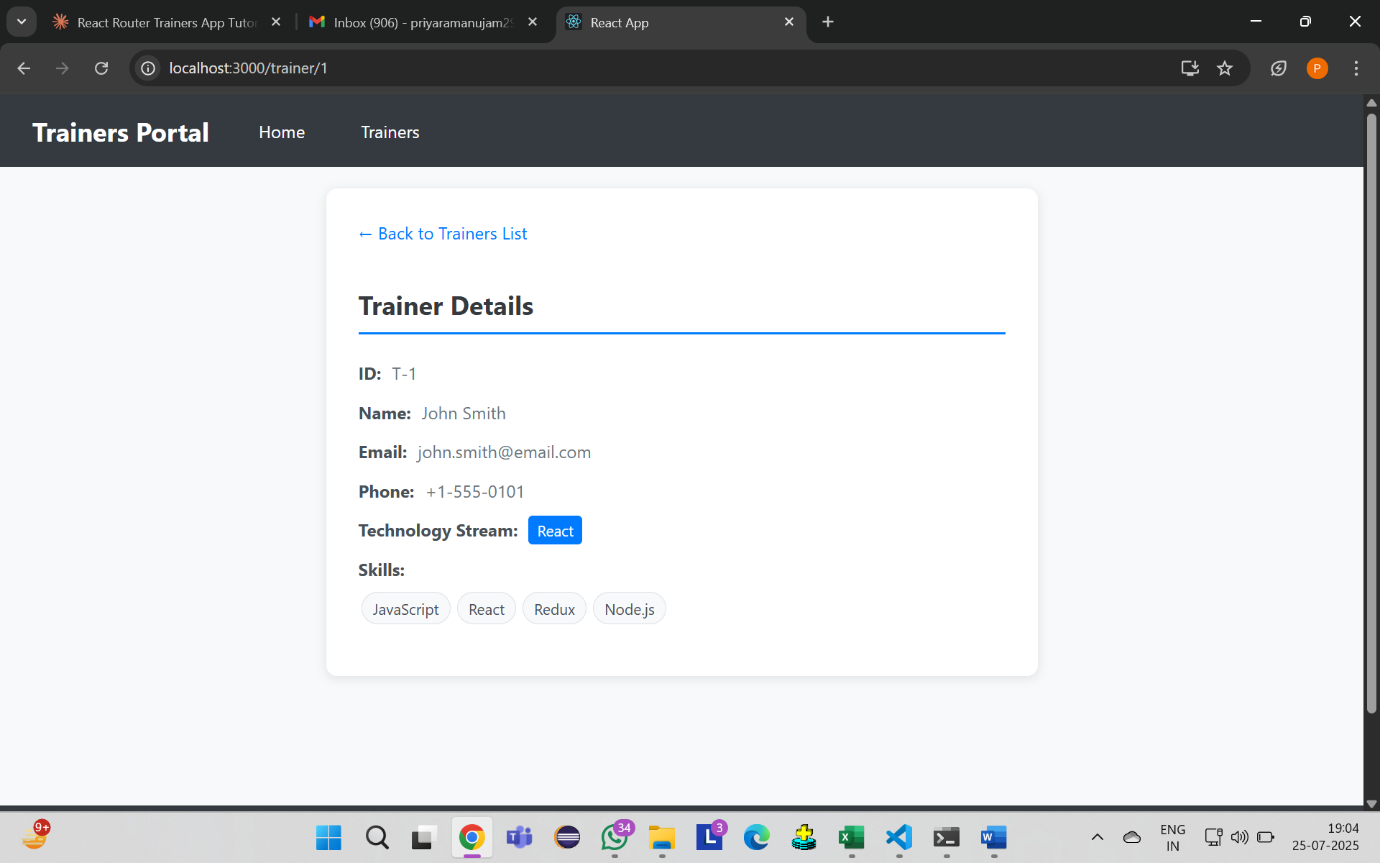 React Router Trainers App Tuto
Inbox (906) - priyaramanujam29
React App
localhost:3000/trainer/1
P
Trainers Portal
Home
Trainers
← Back to Trainers List
Trainer Details
ID: T-1
Name: John Smith
Email: john.smith@email.com
Phone: +1-555-0101
Technology Stream: React
Skills:
JavaScript React Redux Node.js
9+
T
34
L
3
X
W
ENG
IN
19:04
25-07-2025